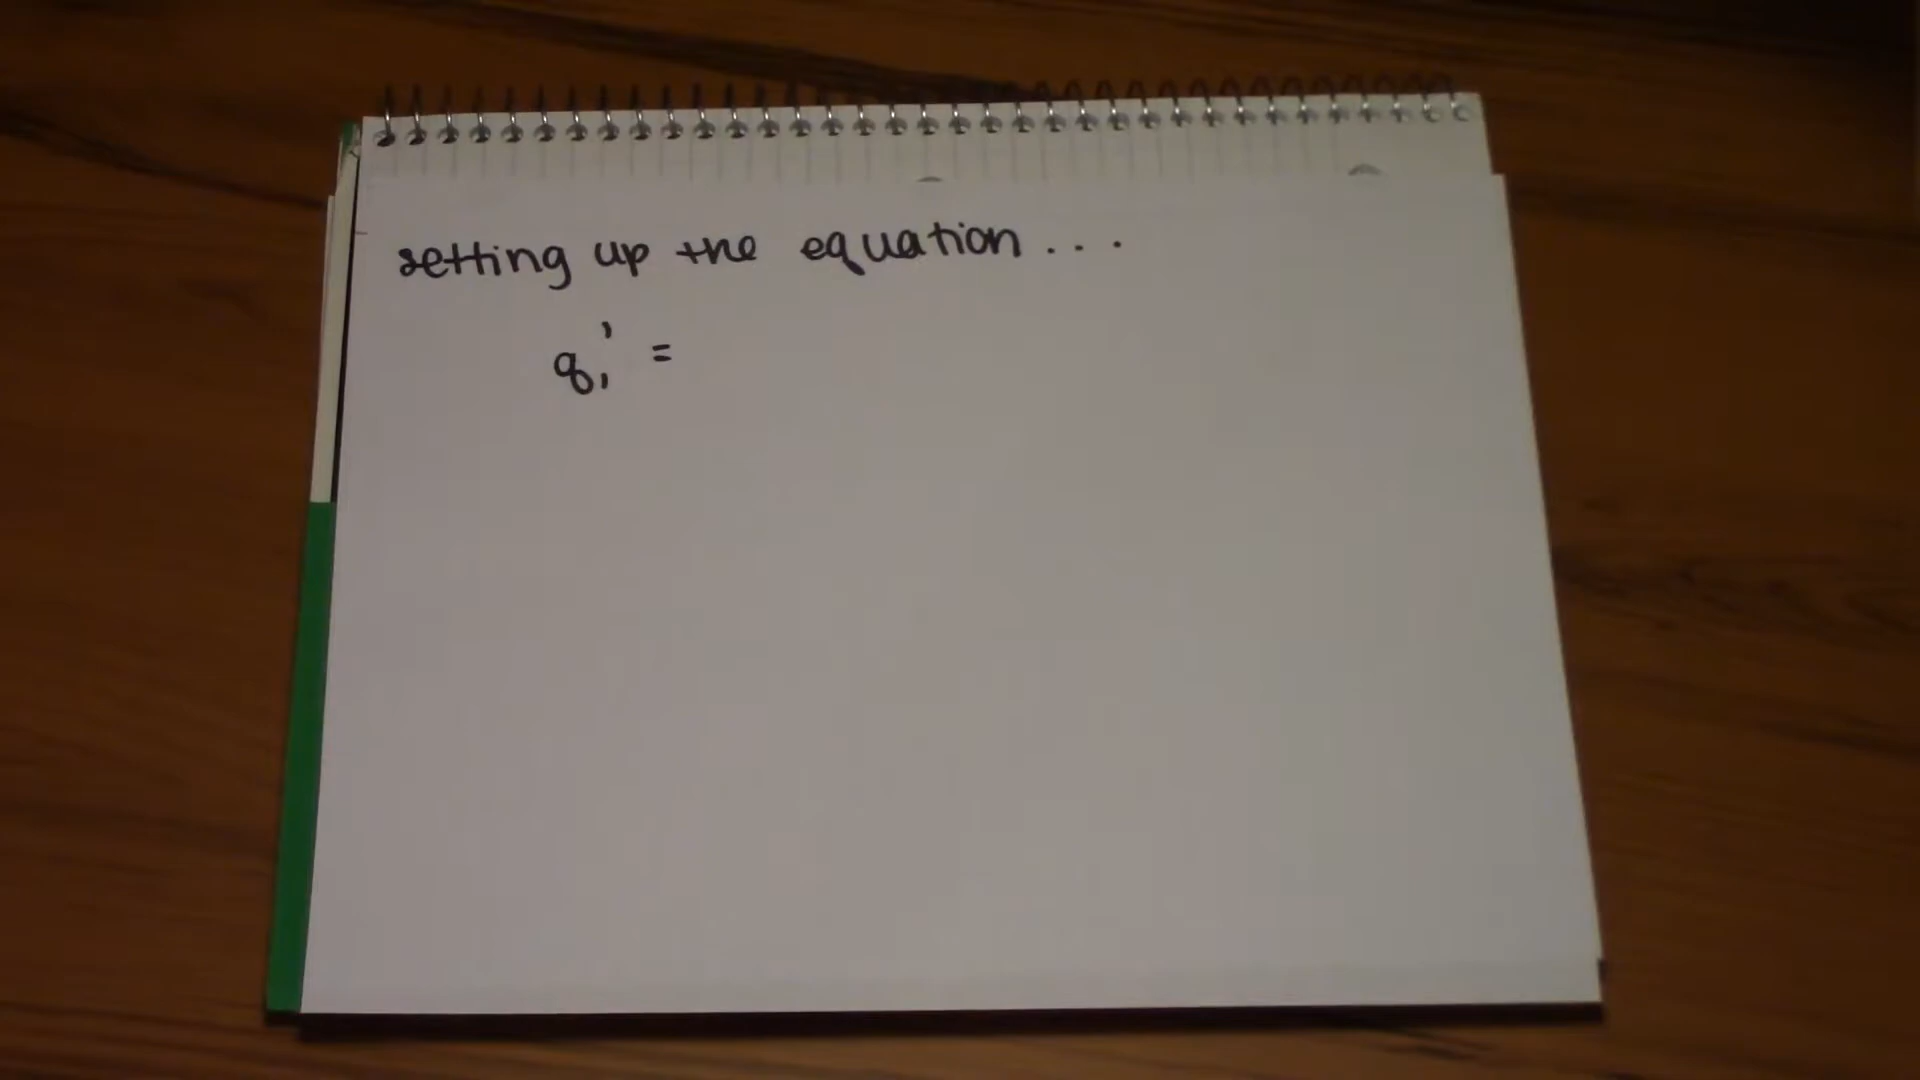 setting up the equation...
q₁' =